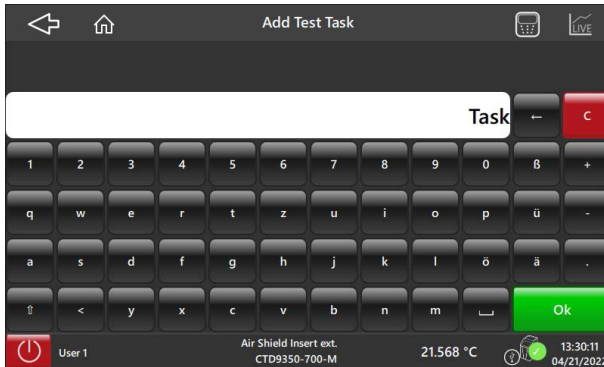 Add Test Task
LIVE
Task ← C
1 2 3 4 5 6 7 8 9 0 ß +
q w e r t z u i o p ü -
a s d f g h j k l ö ä .
⇧ < y x c v b n m ⎵ Ok
User 1
Air Shield Insert ext.
CTD9350-700-M
21.568 °C
?
13:30:11
04/21/2022